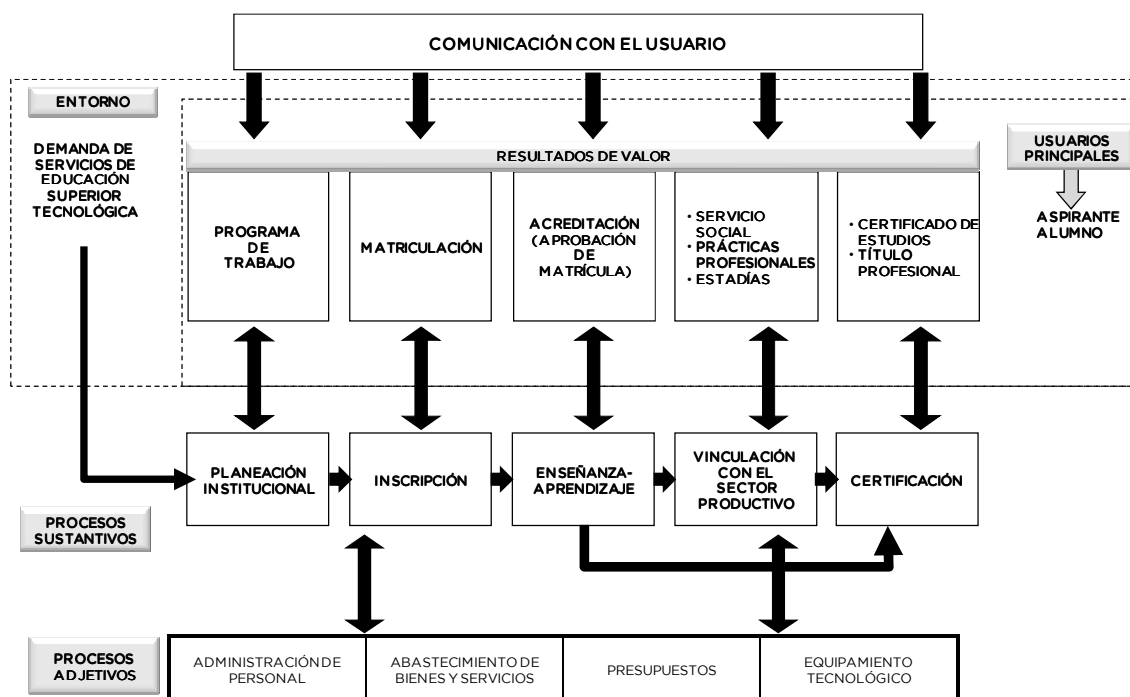 COMUNICACIÓN CON EL USUARIO
ENTORNO
DEMANDA DE
SERVICIOS DE
EDUCACIÓN
SUPERIOR
TECNOLÓGICA
RESULTADOS DE VALOR
USUARIOS
PRINCIPALES
ASPIRANTE
ALUMNO
PROGRAMA
DE
TRABAJO
MATRICULACIÓN
ACREDITACIÓN
(APROBACIÓN
DE
MATRÍCULA)
• SERVICIO
SOCIAL
• PRÁCTICAS
PROFESIONALES
• ESTADÍAS
• CERTIFICADO DE
ESTUDIOS
• TÍTULO
PROFESIONAL
PLANEACIÓN
INSTITUCIONAL
INSCRIPCIÓN
ENSEÑANZA-
APRENDIZAJE
VINCULACIÓN
CON EL
SECTOR
PRODUCTIVO
CERTIFICACIÓN
PROCESOS
SUSTANTIVOS
PROCESOS
ADJETIVOS
ADMINISTRACIÓN DE
PERSONAL
ABASTECIMIENTO DE
BIENES Y SERVICIOS
PRESUPUESTOS
EQUIPAMIENTO
TECNOLÓGICO